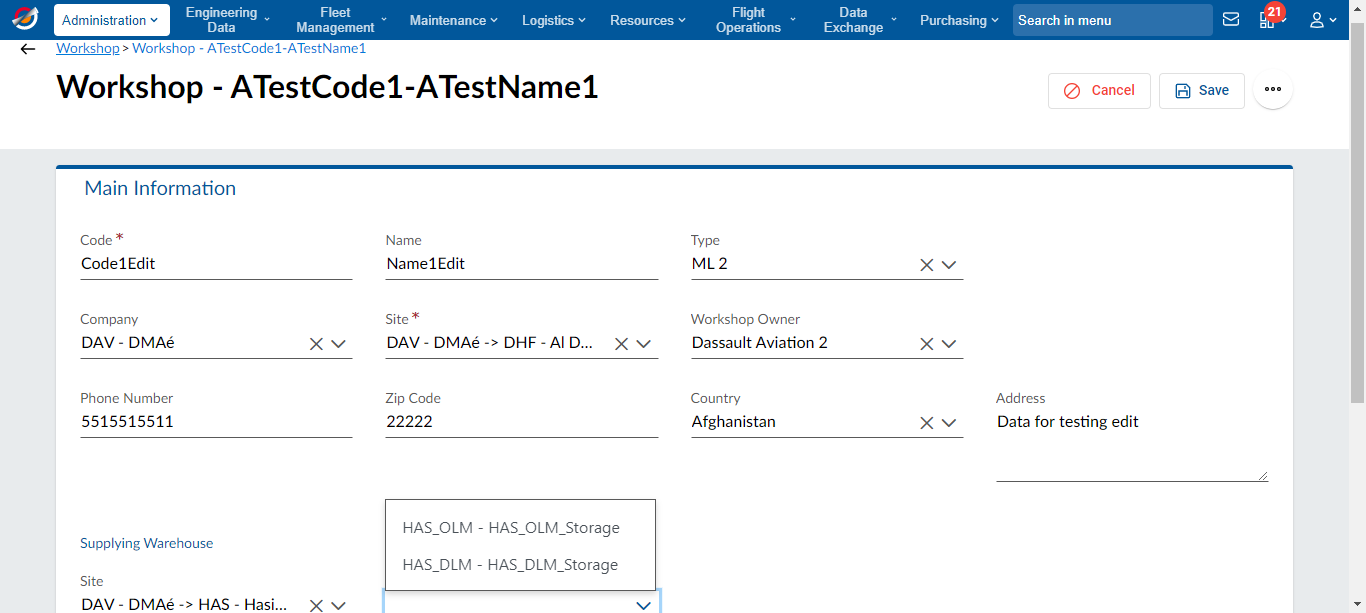 Administration
Engineering Data
Fleet Management
Maintenance
Logistics
Resources
Flight Operations
Data Exchange
Purchasing
Search in menu
21
Workshop > Workshop - ATestCode1-ATestName1
Workshop - ATestCode1-ATestName1
Cancel
Save
Main Information
Code *
Name
Type
Code1Edit
Name1Edit
ML 2
Company
Site *
Workshop Owner
DAV - DMAé
DAV - DMAé -> DHF - Al D...
Dassault Aviation 2
Phone Number
Zip Code
Country
Address
5515515511
22222
Afghanistan
Data for testing edit
HAS_OLM - HAS_OLM_Storage
Supplying Warehouse
HAS_DLM - HAS_DLM_Storage
Site
DAV - DMAé -> HAS - Hasi...